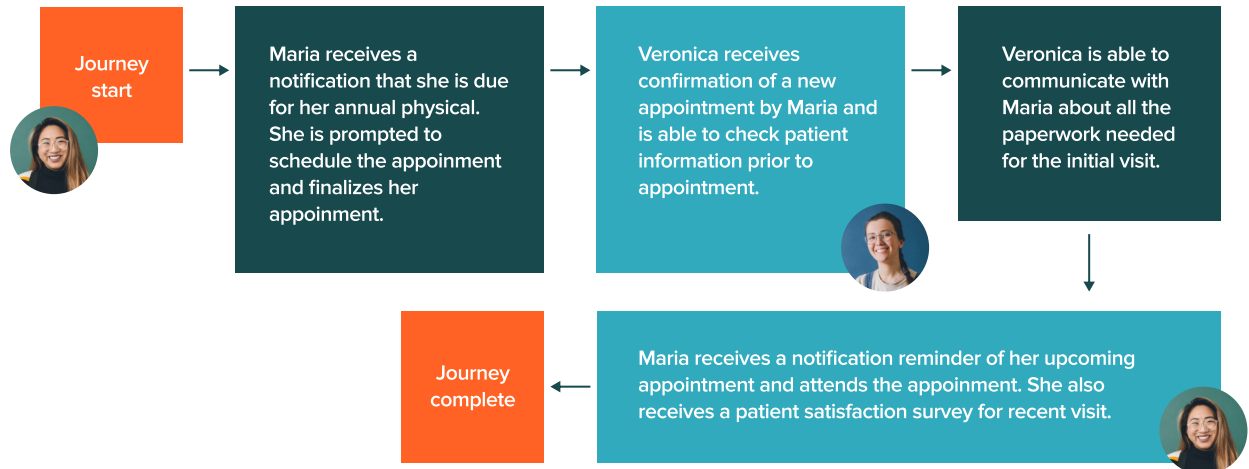 Journey
start
Maria receives a
notification that she is due
for her annual physical.
She is prompted to
schedule the appoinment
and finalizes her
appoinment.
Veronica receives
confirmation of a new
appointment by Maria and
is able to check patient
information prior to
appointment.
Veronica is able to
communicate with
Maria about all the
paperwork needed
for the initial visit.
Maria receives a notification reminder of her upcoming
appointment and attends the appoinment. She also
receives a patient satisfaction survey for recent visit.
Journey
complete